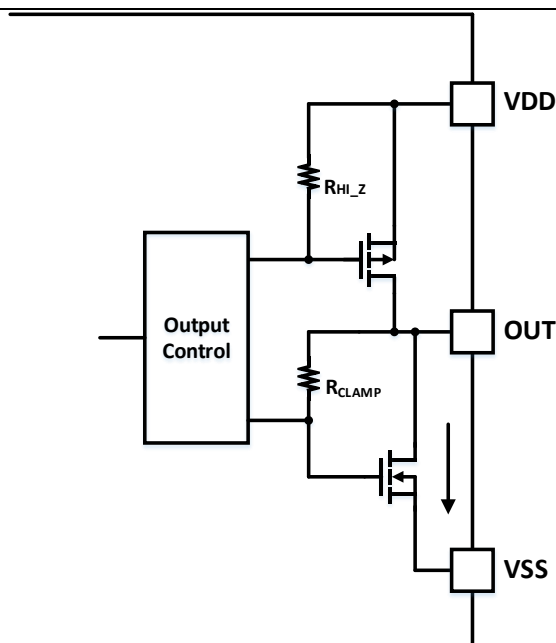 VDD
RHI_Z
Output
Control
OUT
RCLAMP
VSS